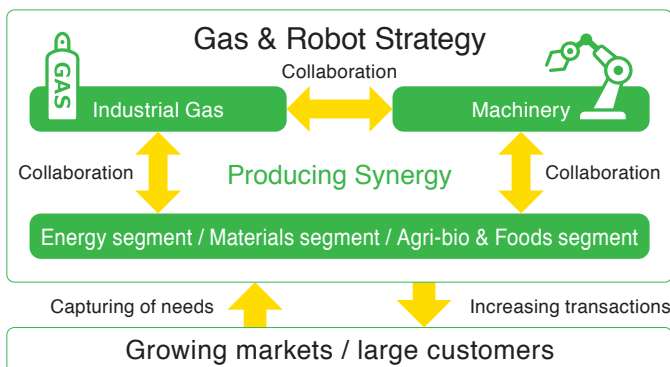 Gas & Robot Strategy
GAS
Collaboration
Industrial Gas
Machinery
Collaboration
Producing Synergy
Collaboration
Energy segment / Materials segment / Agri-bio & Foods segment
Capturing of needs
Increasing transactions
Growing markets / large customers